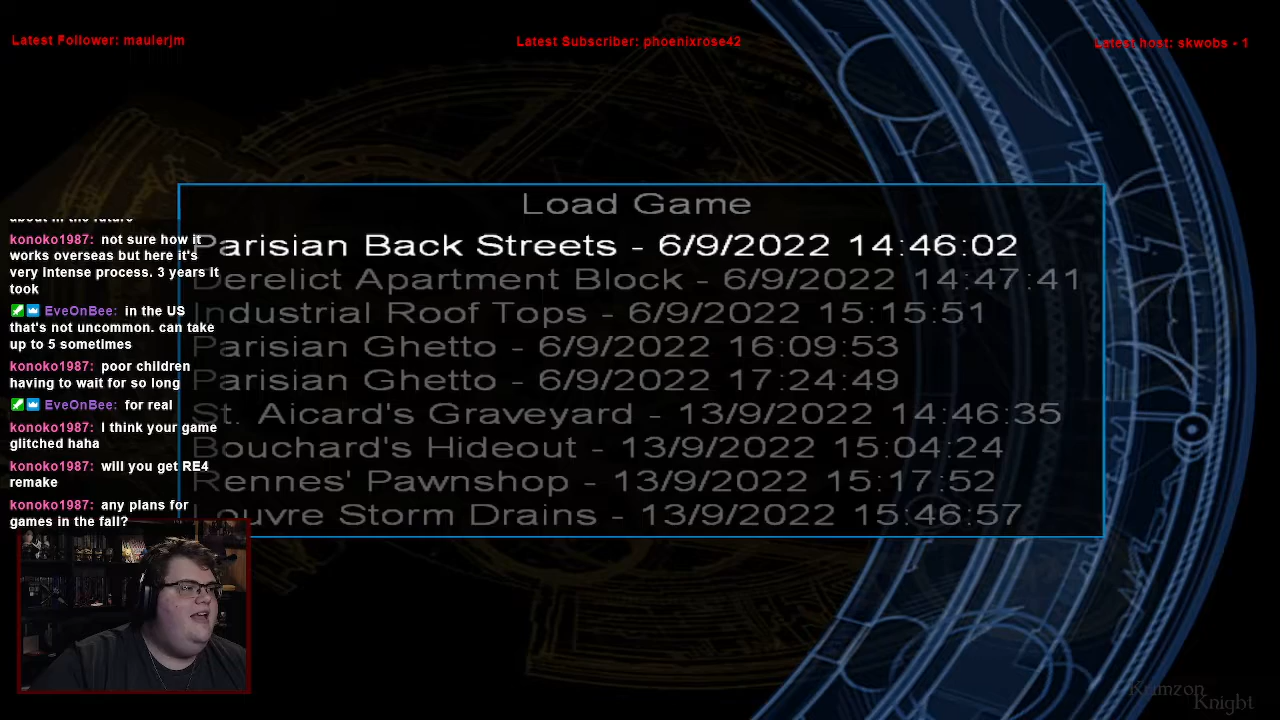 Latest Follower: maulerjm
Latest Subscriber: phoenixrose42
Latest host: skwobs - 1
about in the future
konoko1987: not sure how it
works overseas but here it's
very intense process. 3 years it
took
EveOnBee: in the US
that's not uncommon. can take
up to 5 sometimes
konoko1987: poor children
having to wait for so long
EveOnBee: for real
konoko1987: I think your game
glitched haha
konoko1987: will you get RE4
remake
konoko1987: any plans for
games in the fall?
Load Game
Parisian Back Streets - 6/9/2022 14:46:02
Derelict Apartment Block - 6/9/2022 14:47:41
Industrial Roof Tops - 6/9/2022 15:15:51
Parisian Ghetto - 6/9/2022 16:09:53
Parisian Ghetto - 6/9/2022 17:24:49
St. Aicard's Graveyard - 13/9/2022 14:46:35
Bouchard's Hideout - 13/9/2022 15:04:24
Rennes' Pawnshop - 13/9/2022 15:17:52
Louvre Storm Drains - 13/9/2022 15:46:57
Krimzon
Knight